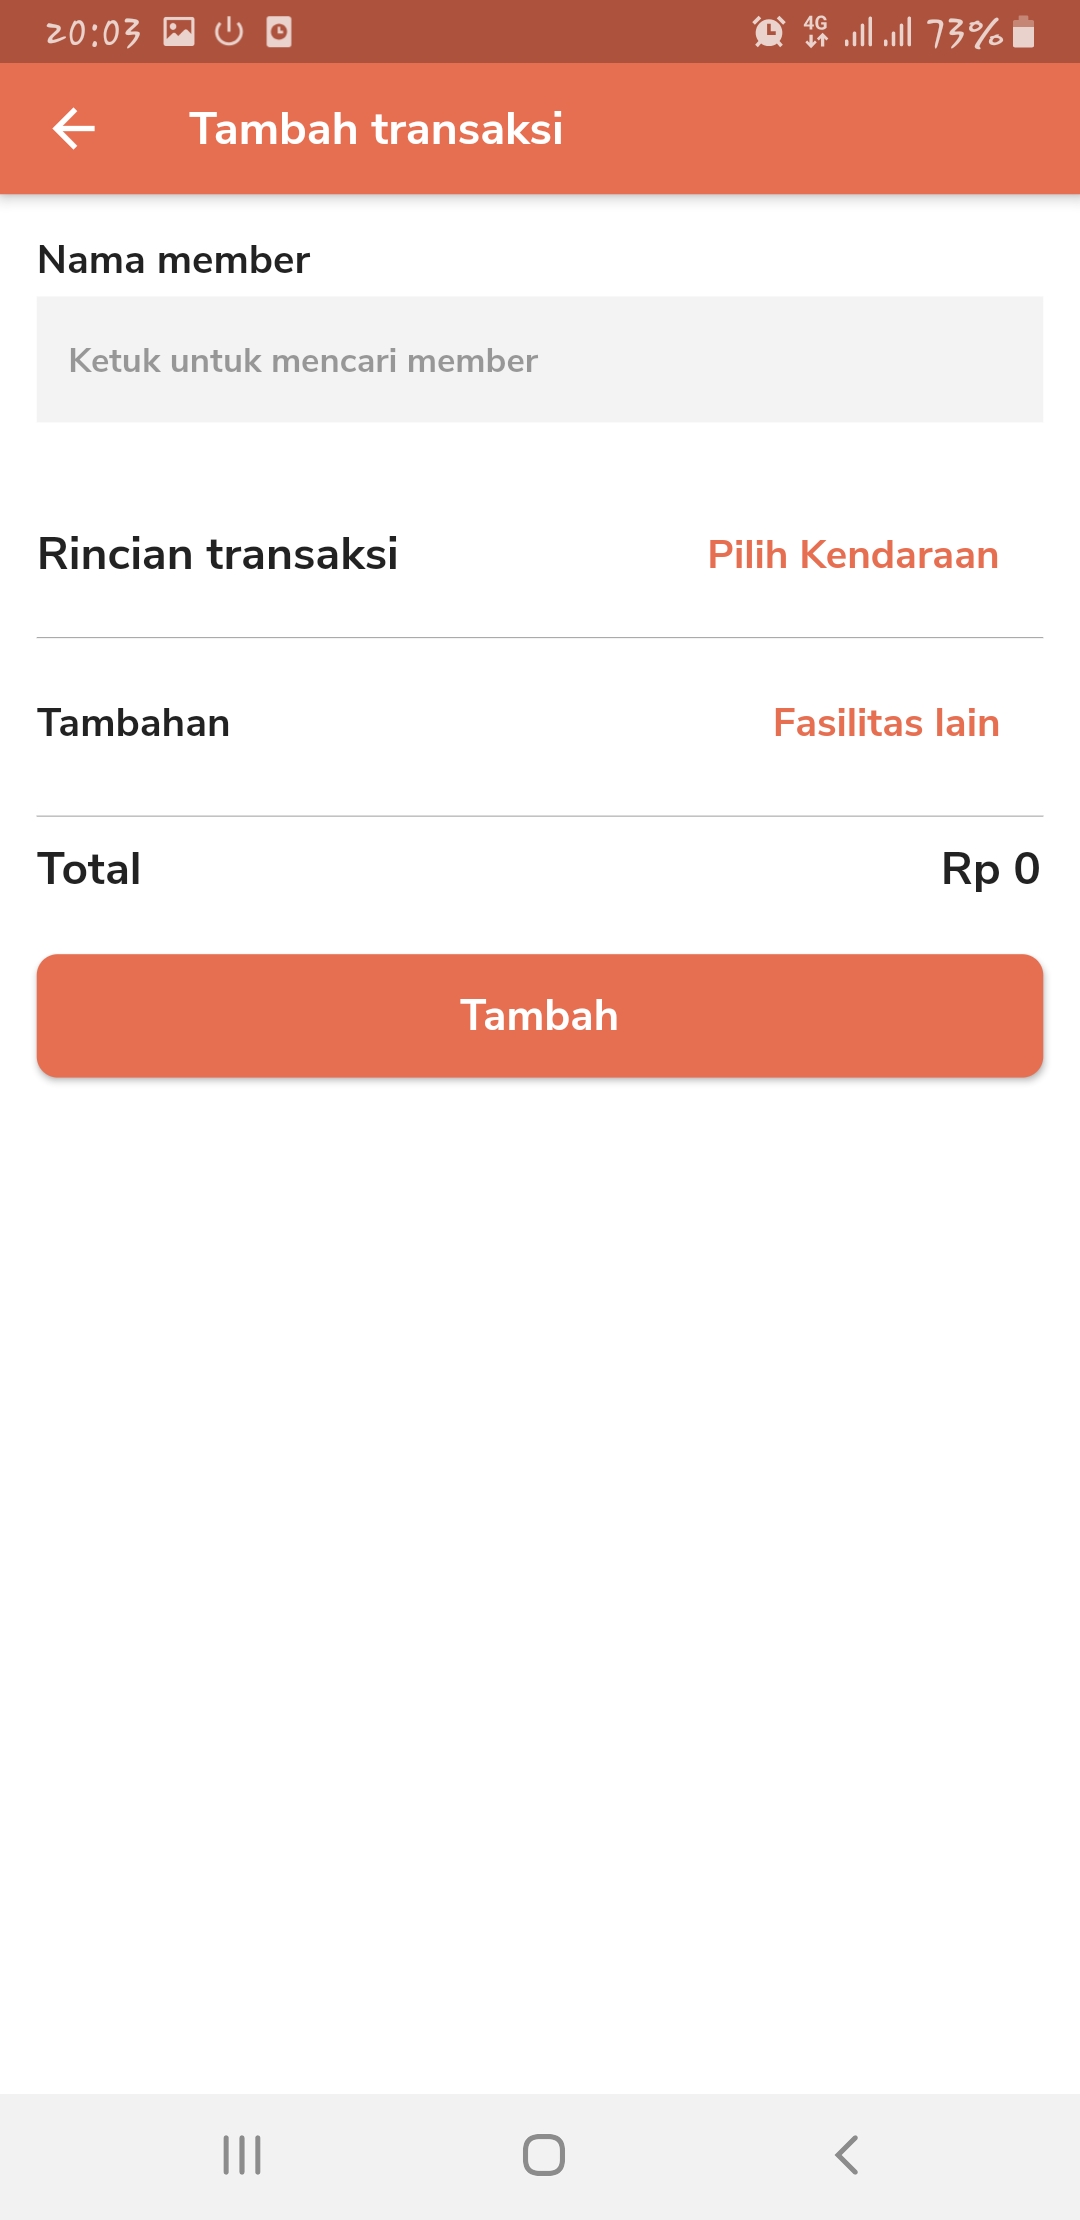 20:03 4G 73%
Tambah transaksi
Nama member
Ketuk untuk mencari member
Rincian transaksi Pilih Kendaraan
Tambahan Fasilitas lain
Total Rp 0
Tambah